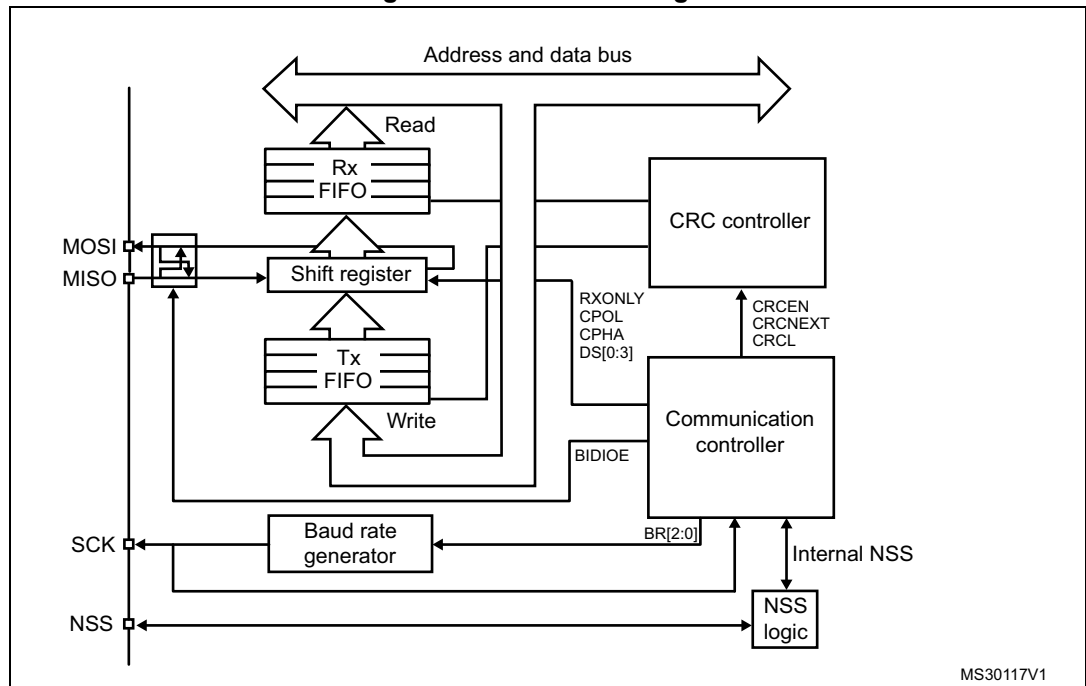 Address and data bus
Read
Rx
FIFO
CRC controller
MOSI
MISO
Shift register
RXONLY
CPOL
CPHA
DS[0:3]
CRCEN
CRCNEXT
CRCL
Tx
FIFO
Write
Communication
controller
BIDIOE
BR[2:0]
SCK
Baud rate
generator
Internal NSS
NSS
NSS
logic
MS30117V1